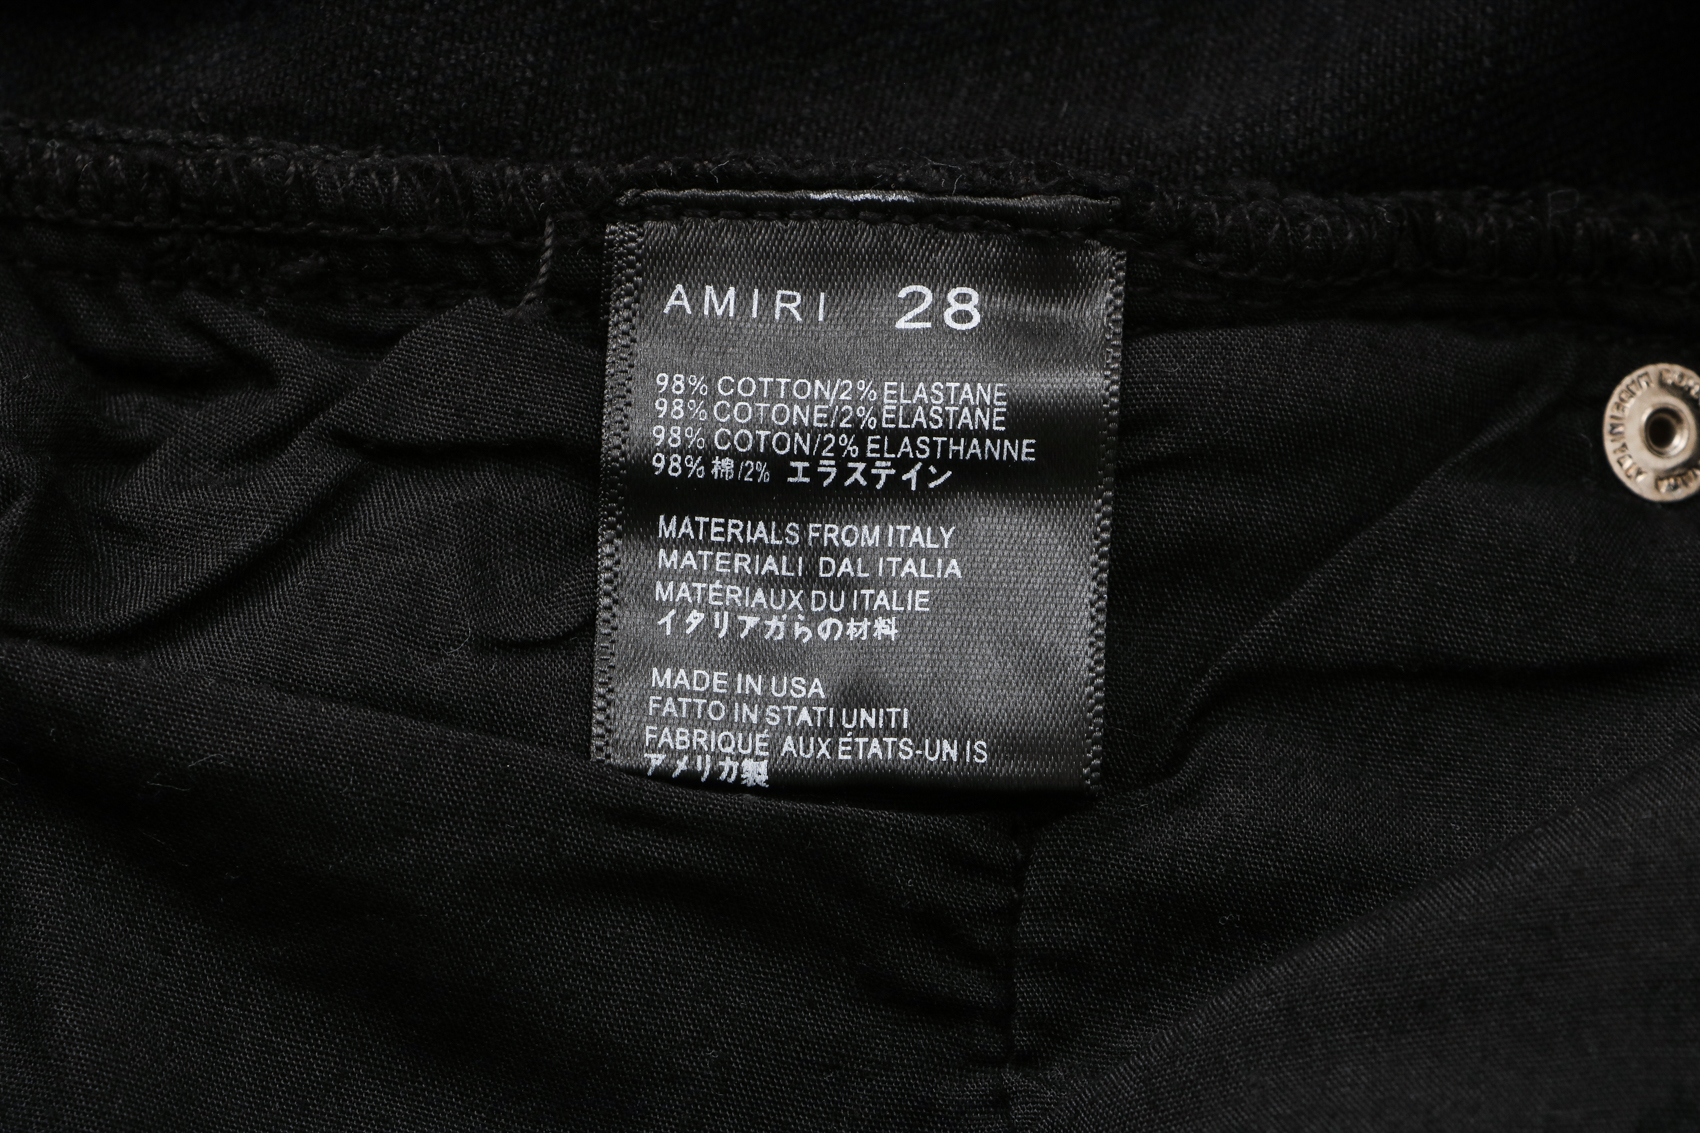 AMIRI 28
98% COTTON/2% ELASTANE
98% COTONE/2% ELASTANE
98% COTON/2% ELASTHANNE
98% 棉/2% エラステイン
MATERIALS FROM ITALY
MATERIALI DAL ITALIA
MATÉRIAUX DU ITALIE
イタリアガらの材料
MADE IN USA
FATTO IN STATI UNITI
FABRIQUÉ AUX ÉTATS-UN IS
アメリカ製